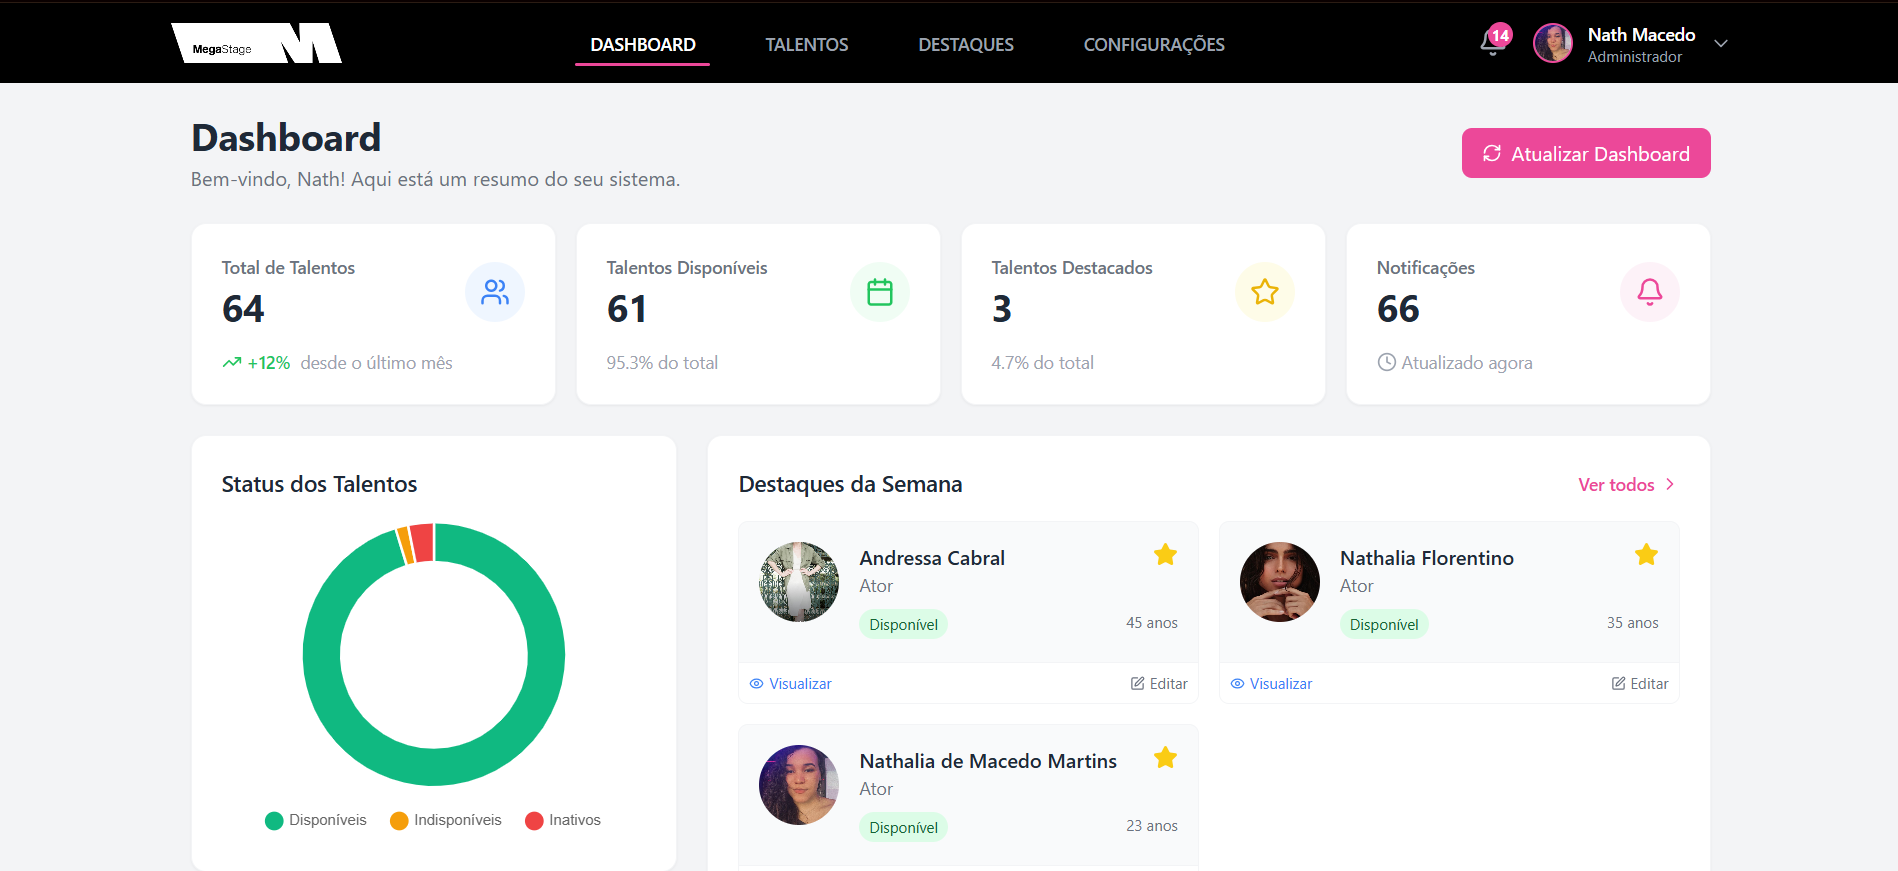 MegaStage
DASHBOARD
TALENTOS
DESTAQUES
CONFIGURAÇÕES
14
Nath Macedo
Administrador
Dashboard
Bem-vindo, Nath! Aqui está um resumo do seu sistema.
Atualizar Dashboard
Total de Talentos
64
+12% desde o último mês
Talentos Disponíveis
61
95.3% do total
Talentos Destacados
3
4.7% do total
Notificações
66
Atualizado agora
Status dos Talentos
Disponíveis
Indisponíveis
Inativos
Destaques da Semana
Ver todos
Andressa Cabral
Ator
Disponível
45 anos
Visualizar
Editar
Nathalia Florentino
Ator
Disponível
35 anos
Visualizar
Editar
Nathalia de Macedo Martins
Ator
Disponível
23 anos